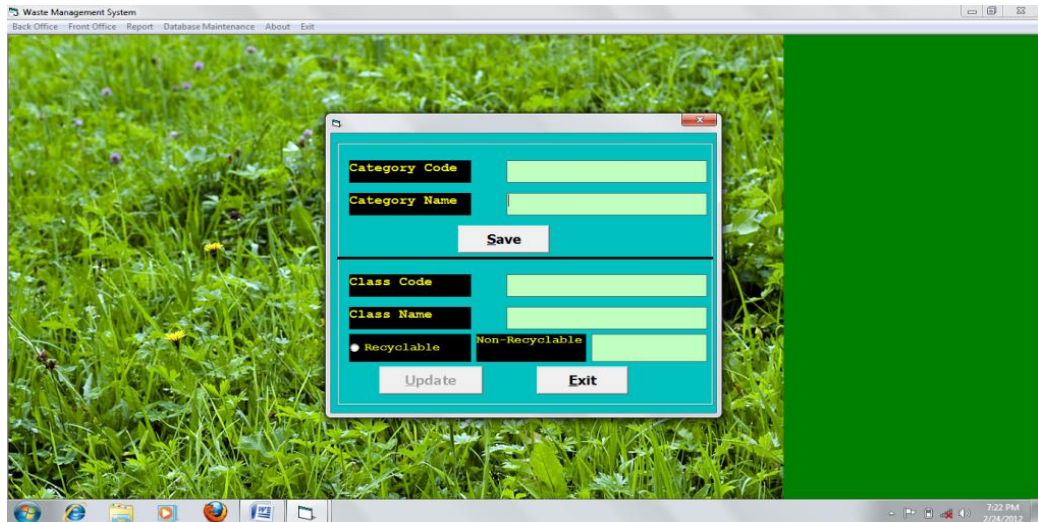 Waste Management System
Back Office Front Office Report Database Maintenance About Exit
Category Code
Category Name
Save
Class Code
Class Name
Recyclable Non-Recyclable
Update Exit
7:22 PM
2/24/2012